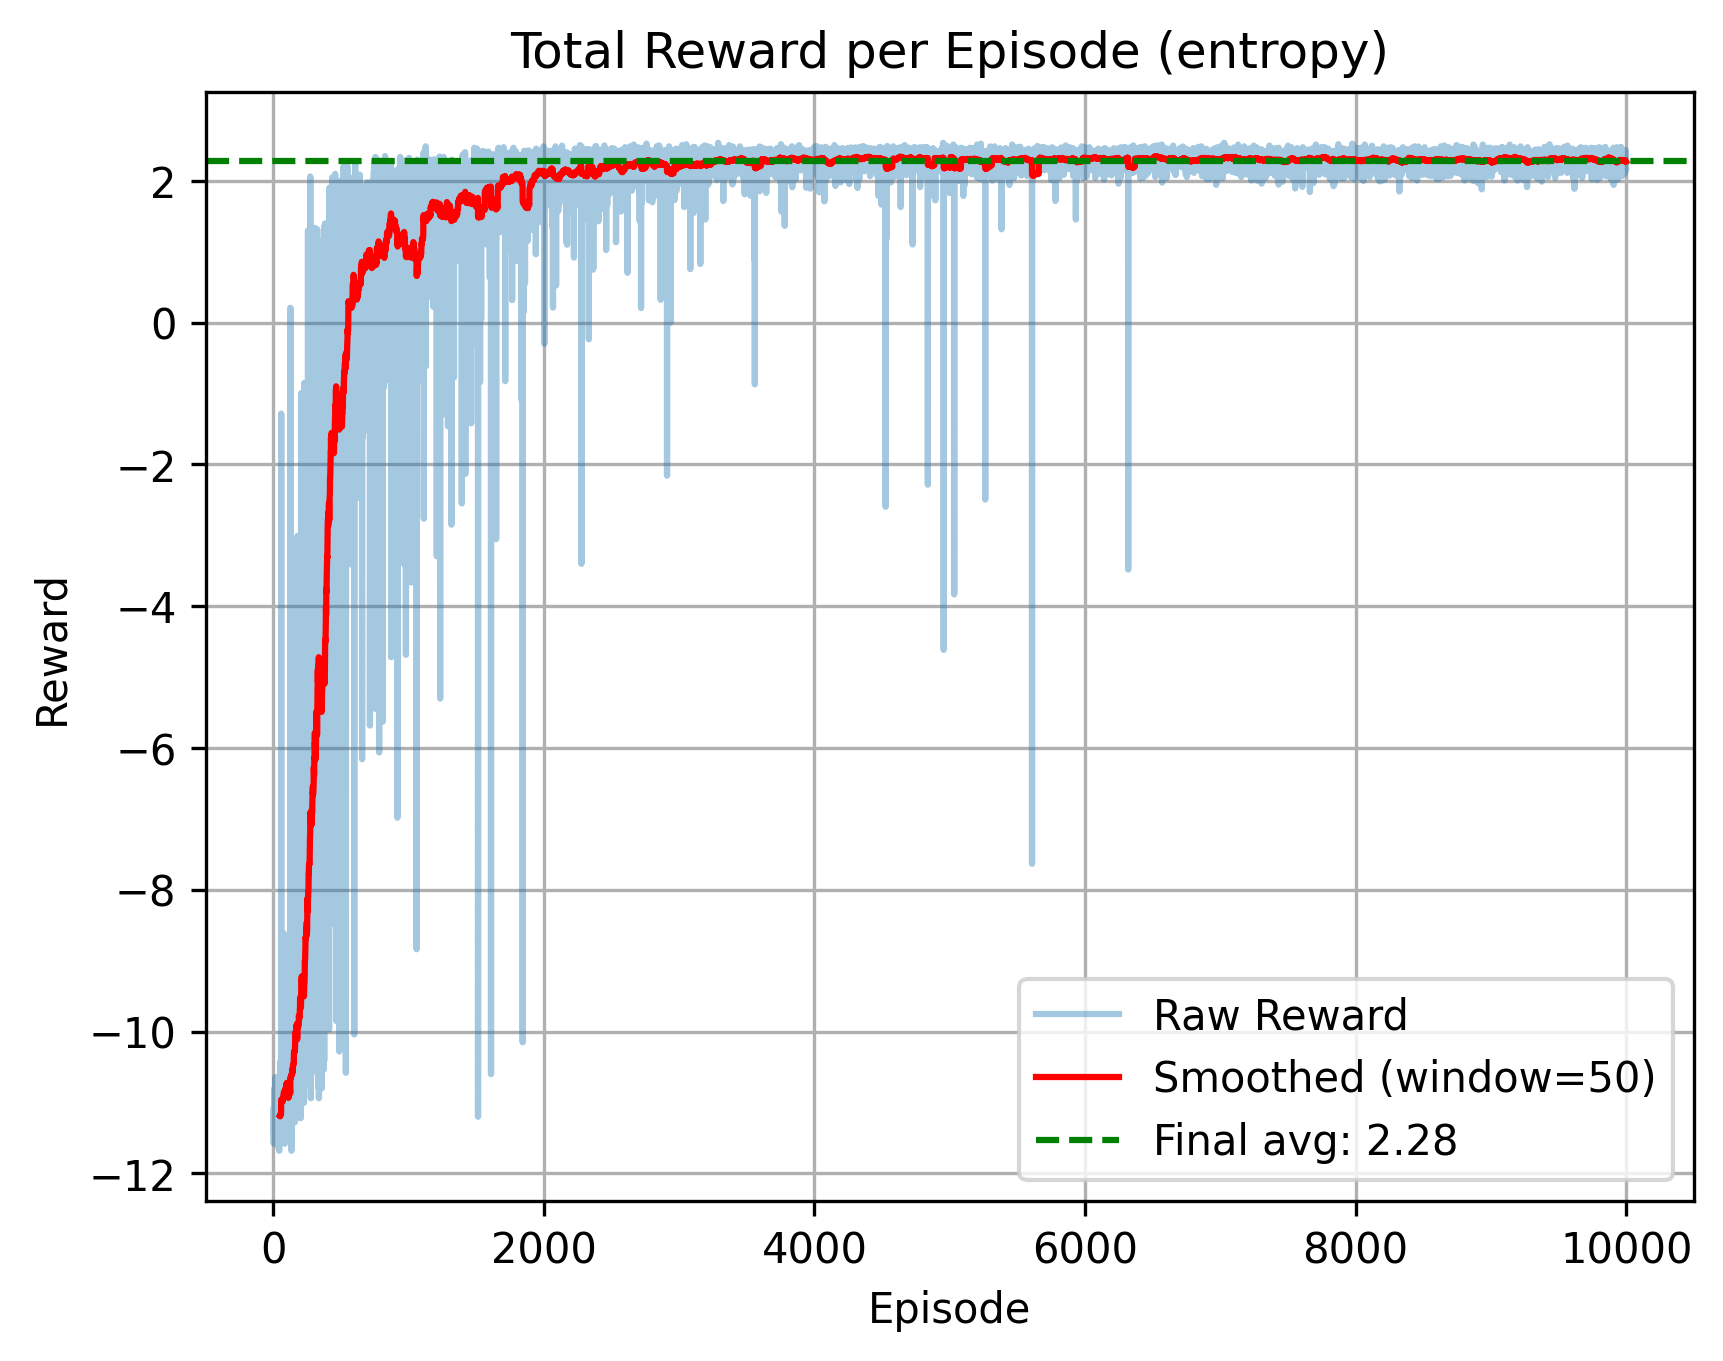 Total Reward per Episode (entropy)
2
0
−2
−4
−6
−8
−10
−12
Reward
Raw Reward
Smoothed (window=50)
Final avg: 2.28
0 2000 4000 6000 8000 10000
Episode